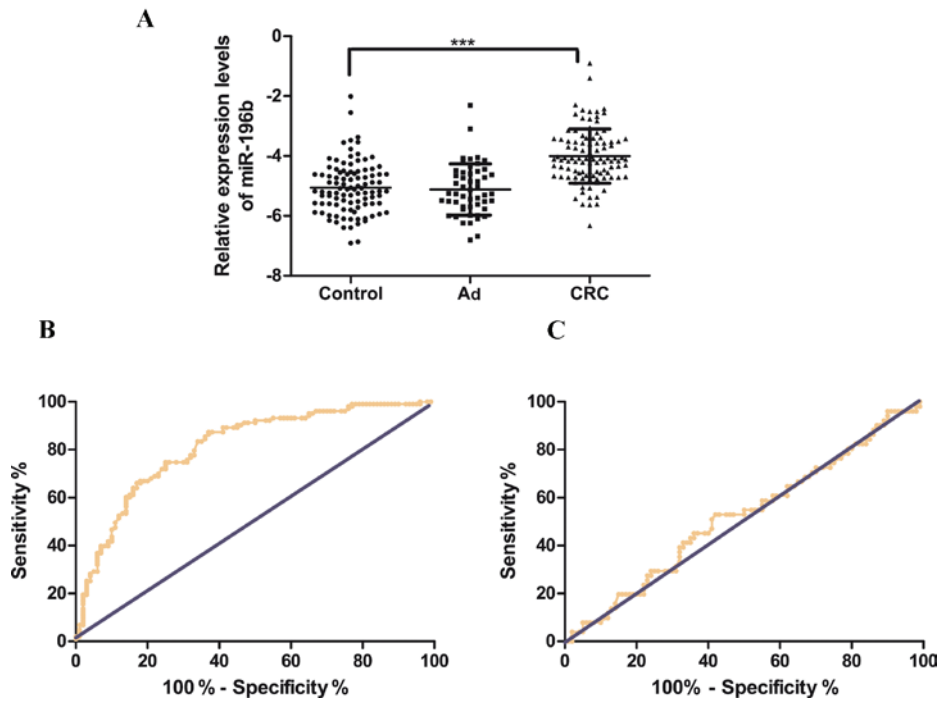 A
Relative expression levels
of miR-196b
0
-2
-4
-6
-8
***
Control
Ad
CRC
B
Sensitivity %
100
80
60
40
20
0
0
20
40
60
80
100
100 % - Specificity %
C
Sensitivity %
100
80
60
40
20
0
0
20
40
60
80
100
100% - Specificity %